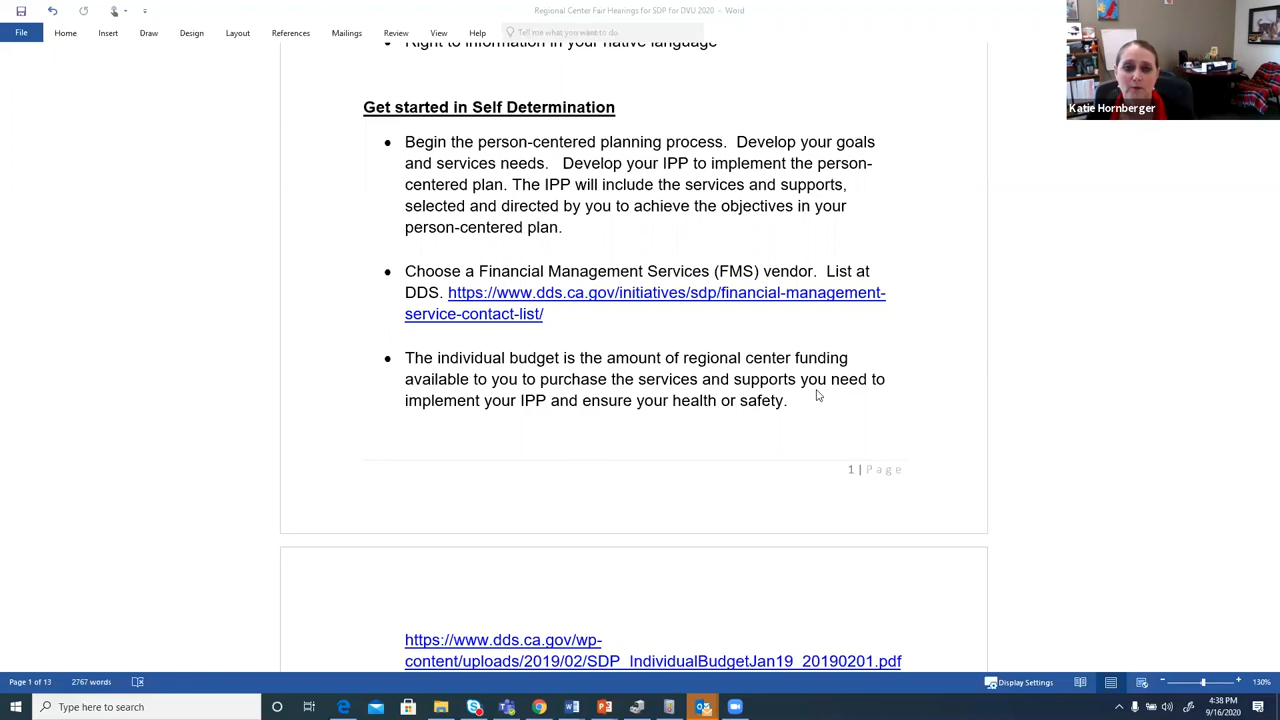 Regional Center Fair Hearings for SDP for DVU 2020 - Word
File Home Insert Draw Design Layout References Mailings Review View Help Tell me what you want to do
Katie Hornberger
• Right to information in your native language
Get started in Self Determination
• Begin the person-centered planning process. Develop your goals
and services needs. Develop your IPP to implement the person-
centered plan. The IPP will include the services and supports,
selected and directed by you to achieve the objectives in your
person-centered plan.
• Choose a Financial Management Services (FMS) vendor. List at
DDS. https://www.dds.ca.gov/initiatives/sdp/financial-management-
service-contact-list/
• The individual budget is the amount of regional center funding
available to you to purchase the services and supports you need to
implement your IPP and ensure your health or safety.
1 | Page
https://www.dds.ca.gov/wp-
content/uploads/2019/02/SDP_IndividualBudgetJan19_20190201.pdf
Page 1 of 13 2767 words Display Settings 130%
Type here to search 4:38 PM
9/16/2020